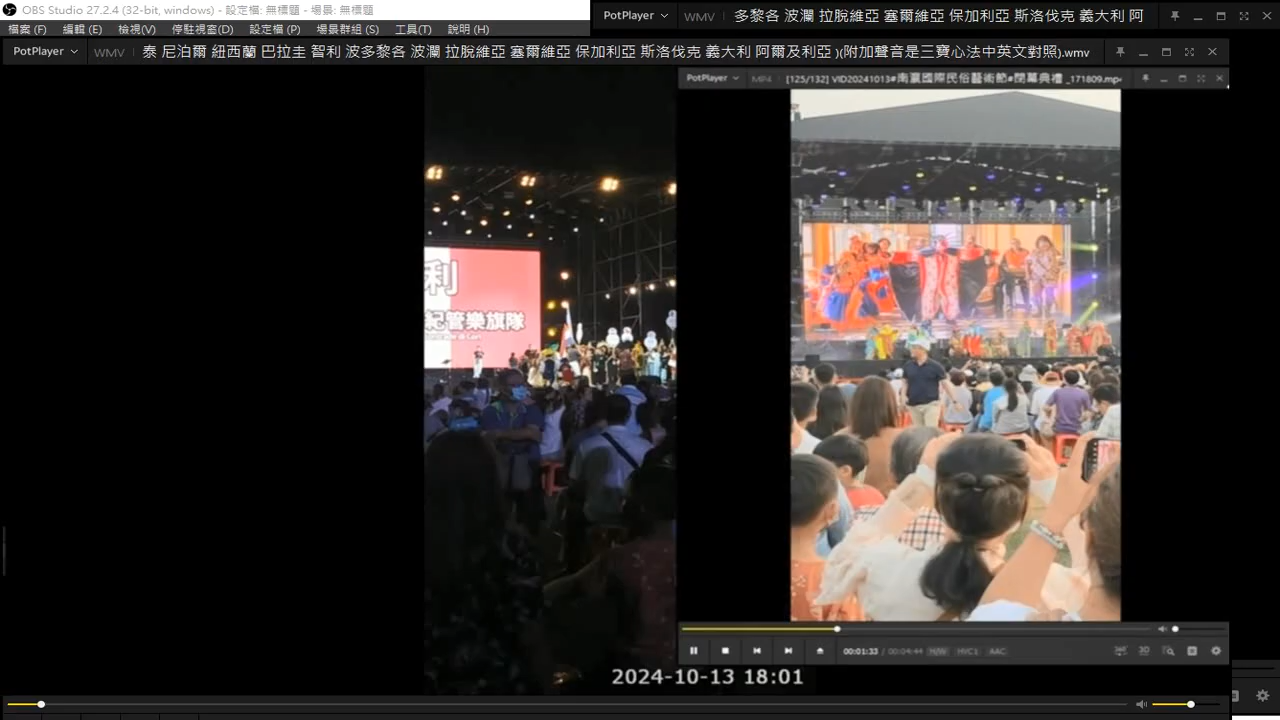 OBS Studio 27.2.4 (32-bit, windows) - 設定檔: 無標題 - 場景: 無標題
檔案 (F) 編輯 (E) 檢視(V) 停駐視窗(D) 設定檔 (P) 場景群組 (S) 工具(T) 說明 (H)
PotPlayer WMV 多黎各 波瀾 拉脫維亞 塞爾維亞 保加利亞 斯洛伐克 義大利 阿
PotPlayer WMV 泰 尼泊爾 紐西蘭 巴拉圭 智利 波多黎各 波瀾 拉脫維亞 塞爾維亞 保加利亞 斯洛伐克 義大利 阿爾及利亞 )(附加聲音是三寶心法中英文對照).wmv
PotPlayer MP4 [125/132] VID20241013#南瀛國際民俗藝術節#閉幕典禮 _171809.mp
利
紀管樂旗隊
00:01:33 / 00:04:44 H/W HVC1 AAC
360° 3D
2024-10-13 18:01